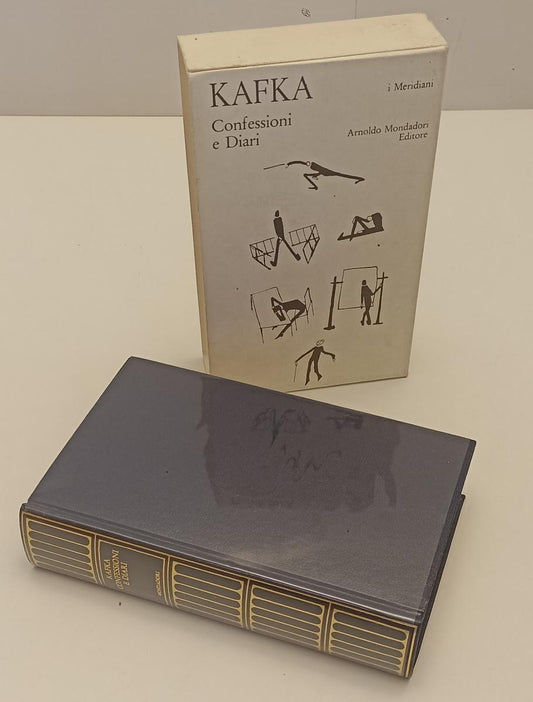 KAFKA
i Meridiani
Confessioni
e Diari
Arnoldo Mondadori
Editore
KAFKA
CONFESSIONI
E DIARI
MONDADORI